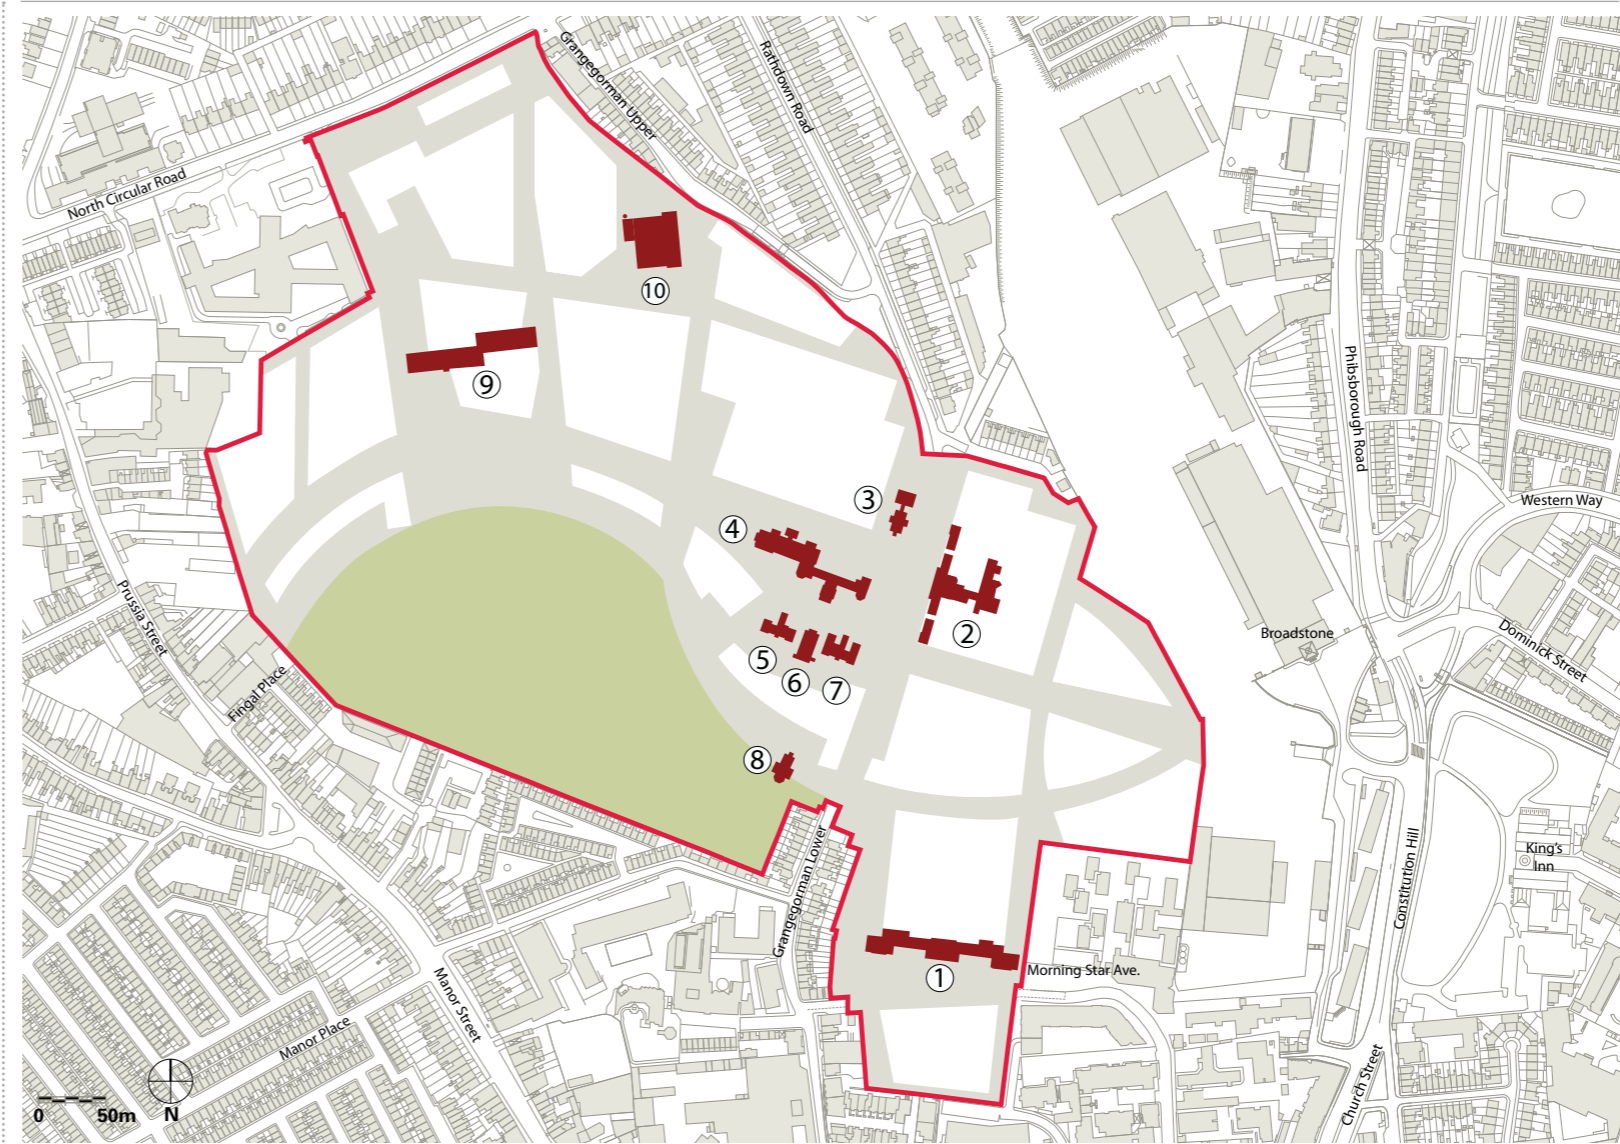 Grangegorman Upper
Rathdown Road
North Circular Road
10
9
Phibsborough Road
3
Western Way
4
Prussia Street
2
Broadstone
Dominick Street
5
6
7
Fingal Place
8
Grangegorman Lower
Constitution Hill
King's
Inn
1
Morning Star Ave.
Manor Street
Manor Place
Church Street
0 50m
N